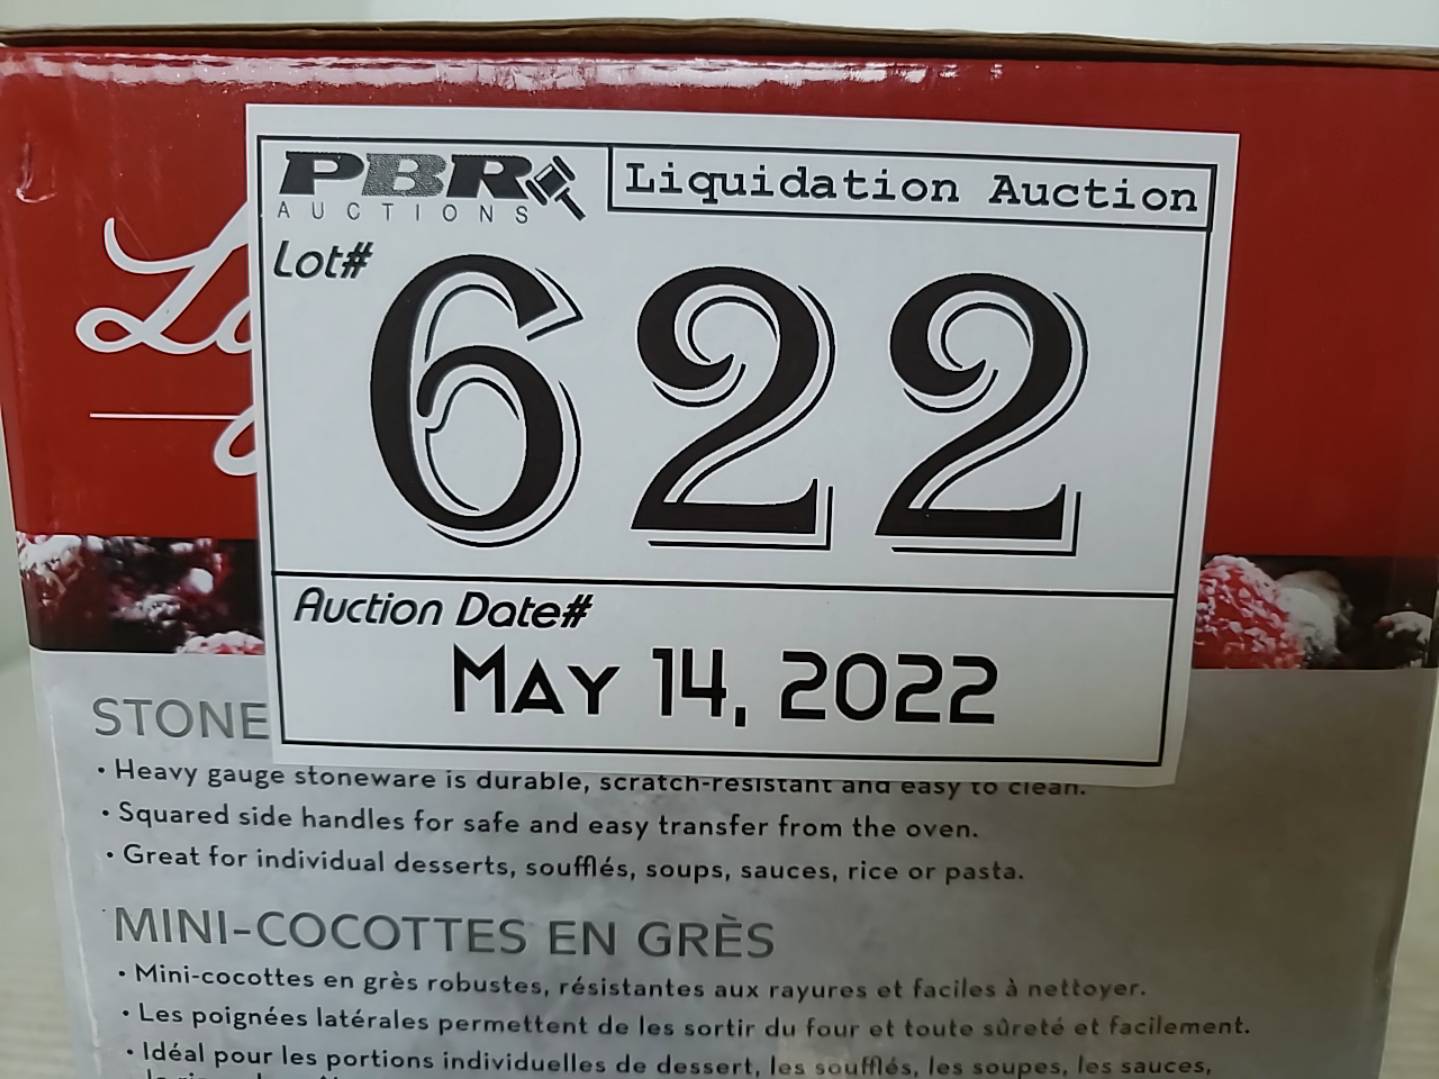 PBR
AUCTIONS
Liquidation Auction
Lot#
622
Auction Date#
MAY 14, 2022
• Heavy gauge stoneware is durable, scratch-resistant and easy to clean.
• Squared side handles for safe and easy transfer from the oven.
• Great for individual desserts, soufflés, soups, sauces, rice or pasta.
MINI-COCOTTES EN GRÈS
• Mini-cocottes en grès robustes, résistantes aux rayures et faciles à nettoyer.
• Les poignées latérales permettent de les sortir du four et toute sûreté et facilement.
• Idéal pour les portions individuelles de dessert, les soufflés, les soupes, les sauces,